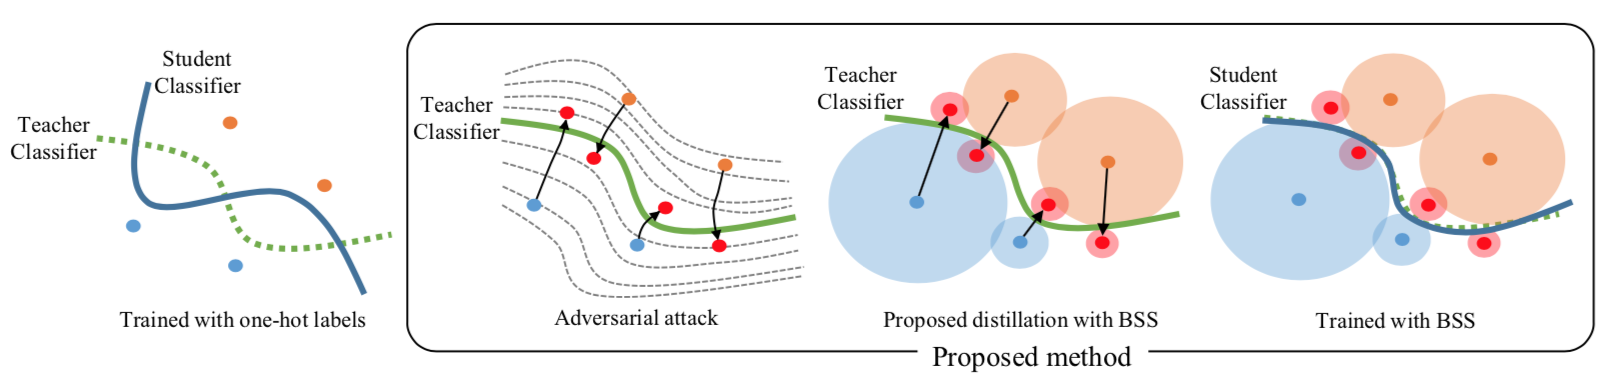 Student
Classifier
Teacher
Classifier
Trained with one-hot labels
Teacher
Classifier
Adversarial attack
Teacher
Classifier
Proposed distillation with BSS
Student
Classifier
Trained with BSS
Proposed method